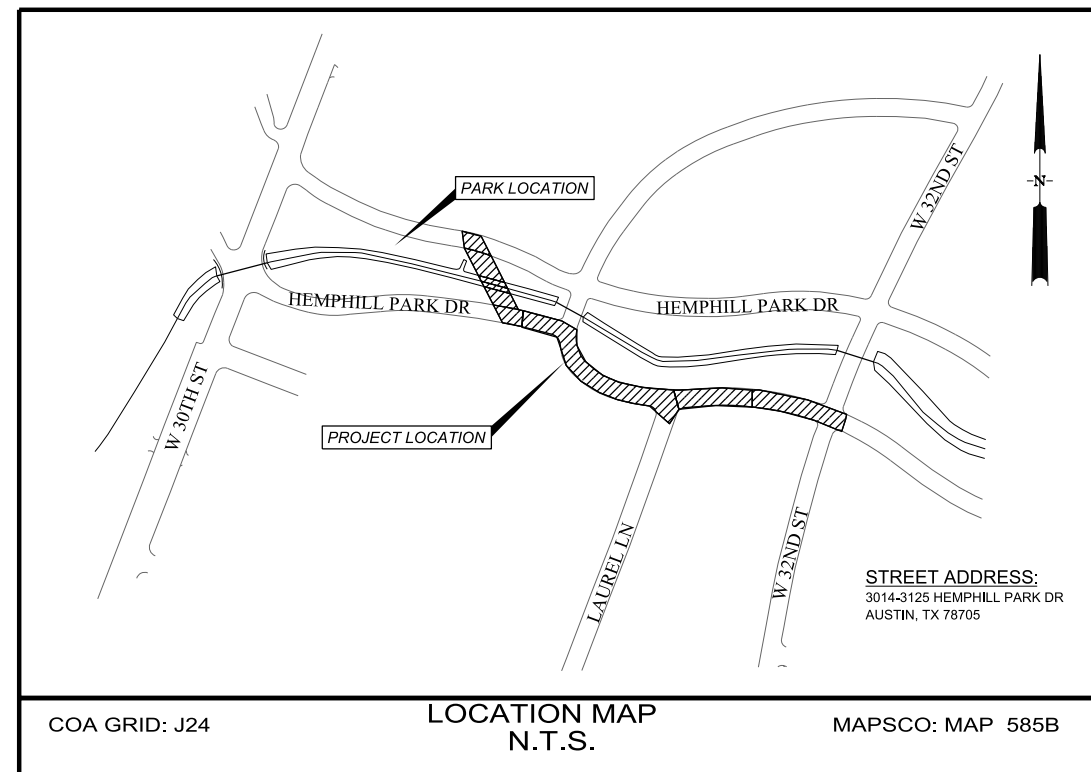 PARK LOCATION
W 32ND ST
-N-
HEMPHILL PARK DR
HEMPHILL PARK DR
W 30TH ST
PROJECT LOCATION
LAUREL LN
W 32ND ST
STREET ADDRESS:
3014-3125 HEMPHILL PARK DR
AUSTIN, TX 78705
COA GRID: J24
LOCATION MAP
N.T.S.
MAPSCO: MAP 585B